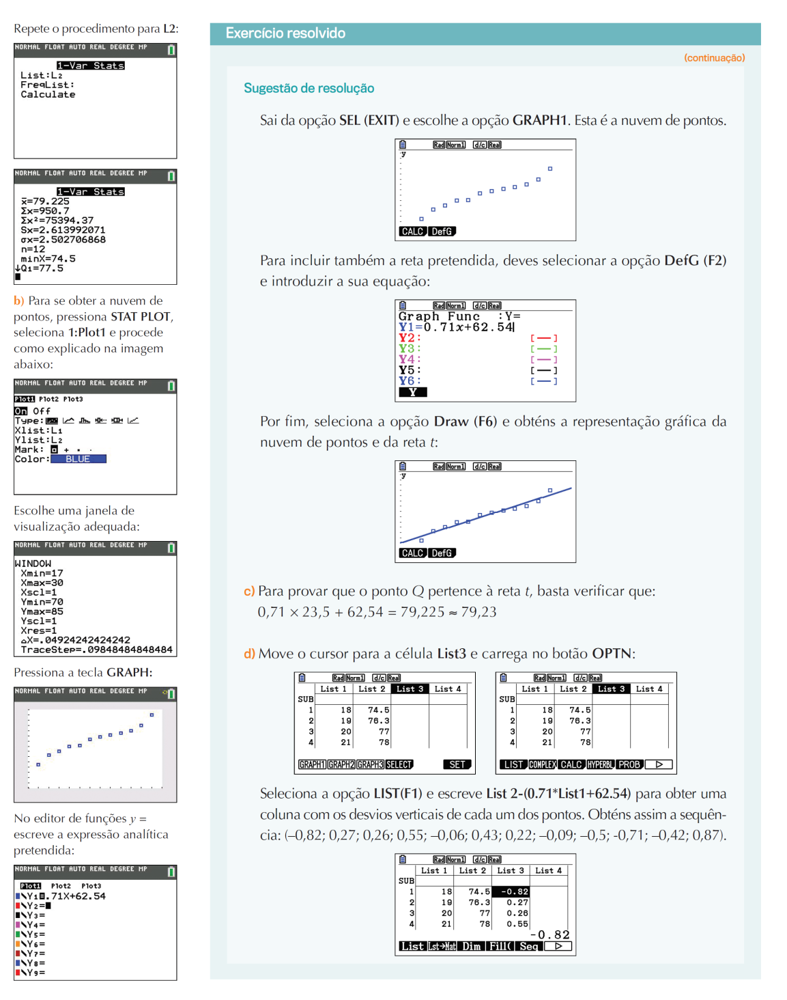 Repete o procedimento para L2:
NORMAL FLOAT AUTO REAL DEGREE MP
1-Var Stats
List:L₂
FreqList:
Calculate
NORMAL FLOAT AUTO REAL DEGREE MP
1-Var Stats
x̄=79.225
Σx=950.7
Σx²=75394.37
Sx=2.613992071
σx=2.502706868
n=12
minX=74.5
↓Q₁=77.5
b) Para se obter a nuvem de
pontos, pressiona STAT PLOT,
seleciona 1:Plot1 e procede
como explicado na imagem
abaixo:
NORMAL FLOAT AUTO REAL DEGREE MP
Plot1 Plot2 Plot3
On Off
Type:
Xlist:L₁
Ylist:L₂
Mark: □ + ▪ ·
Color: BLUE
Escolhe uma janela de
visualização adequada:
NORMAL FLOAT AUTO REAL DEGREE MP
WINDOW
Xmin=17
Xmax=30
Xscl=1
Ymin=70
Ymax=85
Yscl=1
Xres=1
△X=.04924242424242
TraceStep=.09848484848484
Pressiona a tecla GRAPH:
NORMAL FLOAT AUTO REAL DEGREE MP
No editor de funções y =
escreve a expressão analítica
pretendida:
NORMAL FLOAT AUTO REAL DEGREE MP
Plot1 Plot2 Plot3
\Y₁=.71X+62.54
\Y₂=
\Y₃=
\Y₄=
\Y₅=
\Y₆=
\Y₇=
\Y₈=
\Y₉=
Exercício resolvido
(continuação)
Sugestão de resolução
Sai da opção SEL (EXIT) e escolhe a opção GRAPH1. Esta é a nuvem de pontos.
Rad Norm1 d/c Real
y
CALC DefG
Para incluir também a reta pretendida, deves selecionar a opção DefG (F2)
e introduzir a sua equação:
Rad Norm1 d/c Real
Graph Func :Y=
Y1=0.71x+62.54
Y2: [—]
Y3: [—]
Y4: [—]
Y5: [—]
Y6: [—]
Y
Por fim, seleciona a opção Draw (F6) e obténs a representação gráfica da
nuvem de pontos e da reta t:
Rad Norm1 d/c Real
y
CALC DefG
c) Para provar que o ponto Q pertence à reta t, basta verificar que:
0,71 × 23,5 + 62,54 = 79,225 ≈ 79,23
d) Move o cursor para a célula List3 e carrega no botão OPTN:
Rad Norm1 d/c Real
List 1 List 2 List 3 List 4
SUB
1 18 74.5
2 19 76.3
3 20 77
4 21 78
GRAPH1 GRAPH2 GRAPH3 SELECT SET
Rad Norm1 d/c Real
List 1 List 2 List 3 List 4
SUB
1 18 74.5
2 19 76.3
3 20 77
4 21 78
LIST COMPLEX CALC HYPERBL PROB ▷
Seleciona a opção LIST(F1) e escreve List 2-(0.71*List1+62.54) para obter uma
coluna com os desvios verticais de cada um dos pontos. Obténs assim a sequên-
cia: (–0,82; 0,27; 0,26; 0,55; –0,06; 0,43; 0,22; –0,09; –0,5; -0,71; –0,42; 0,87).
Rad Norm1 d/c Real
List 1 List 2 List 3 List 4
SUB
1 18 74.5 -0.82
2 19 76.3 0.27
3 20 77 0.26
4 21 78 0.55
-0.82
List Lst→Mat Dim Fill( Seq ▷